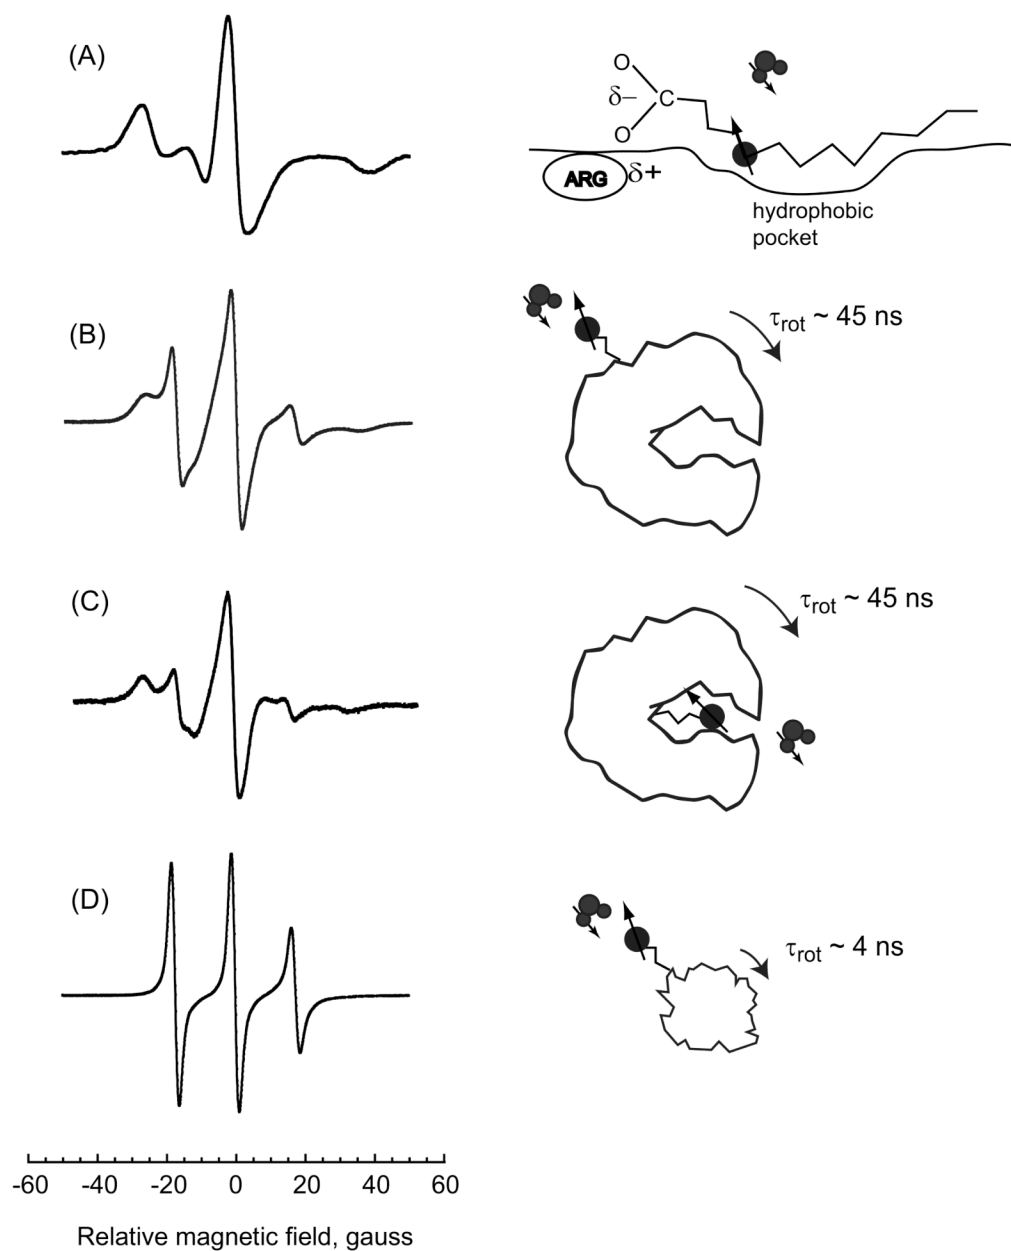 (A)
O
δ−
C
O
ARG
δ+
hydrophobic
pocket
(B)
τrot ~ 45 ns
(C)
τrot ~ 45 ns
(D)
τrot ~ 4 ns
-60 -40 -20 0 20 40 60
Relative magnetic field, gauss